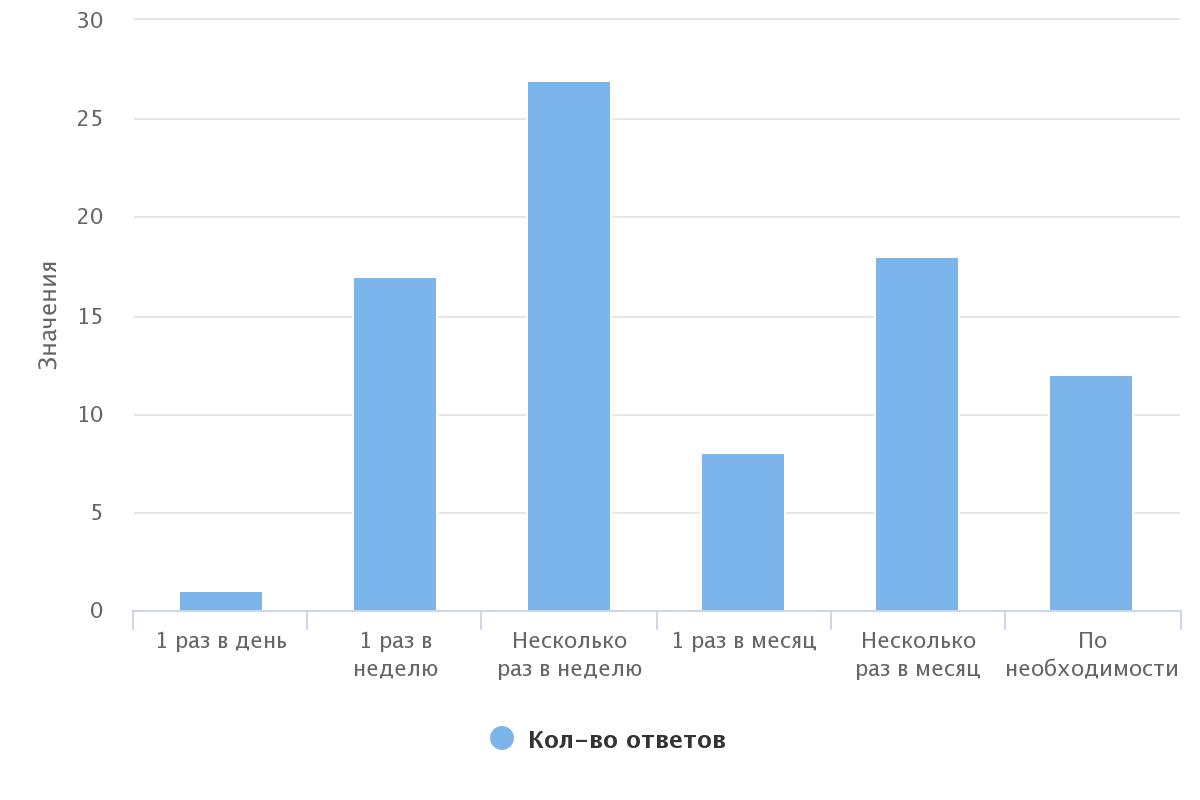 30
25
20
15
10
5
0
Значения
1 раз в день
1 раз в
неделю
Несколько
раз в неделю
1 раз в месяц
Несколько
раз в месяц
По
необходимости
Кол-во ответов